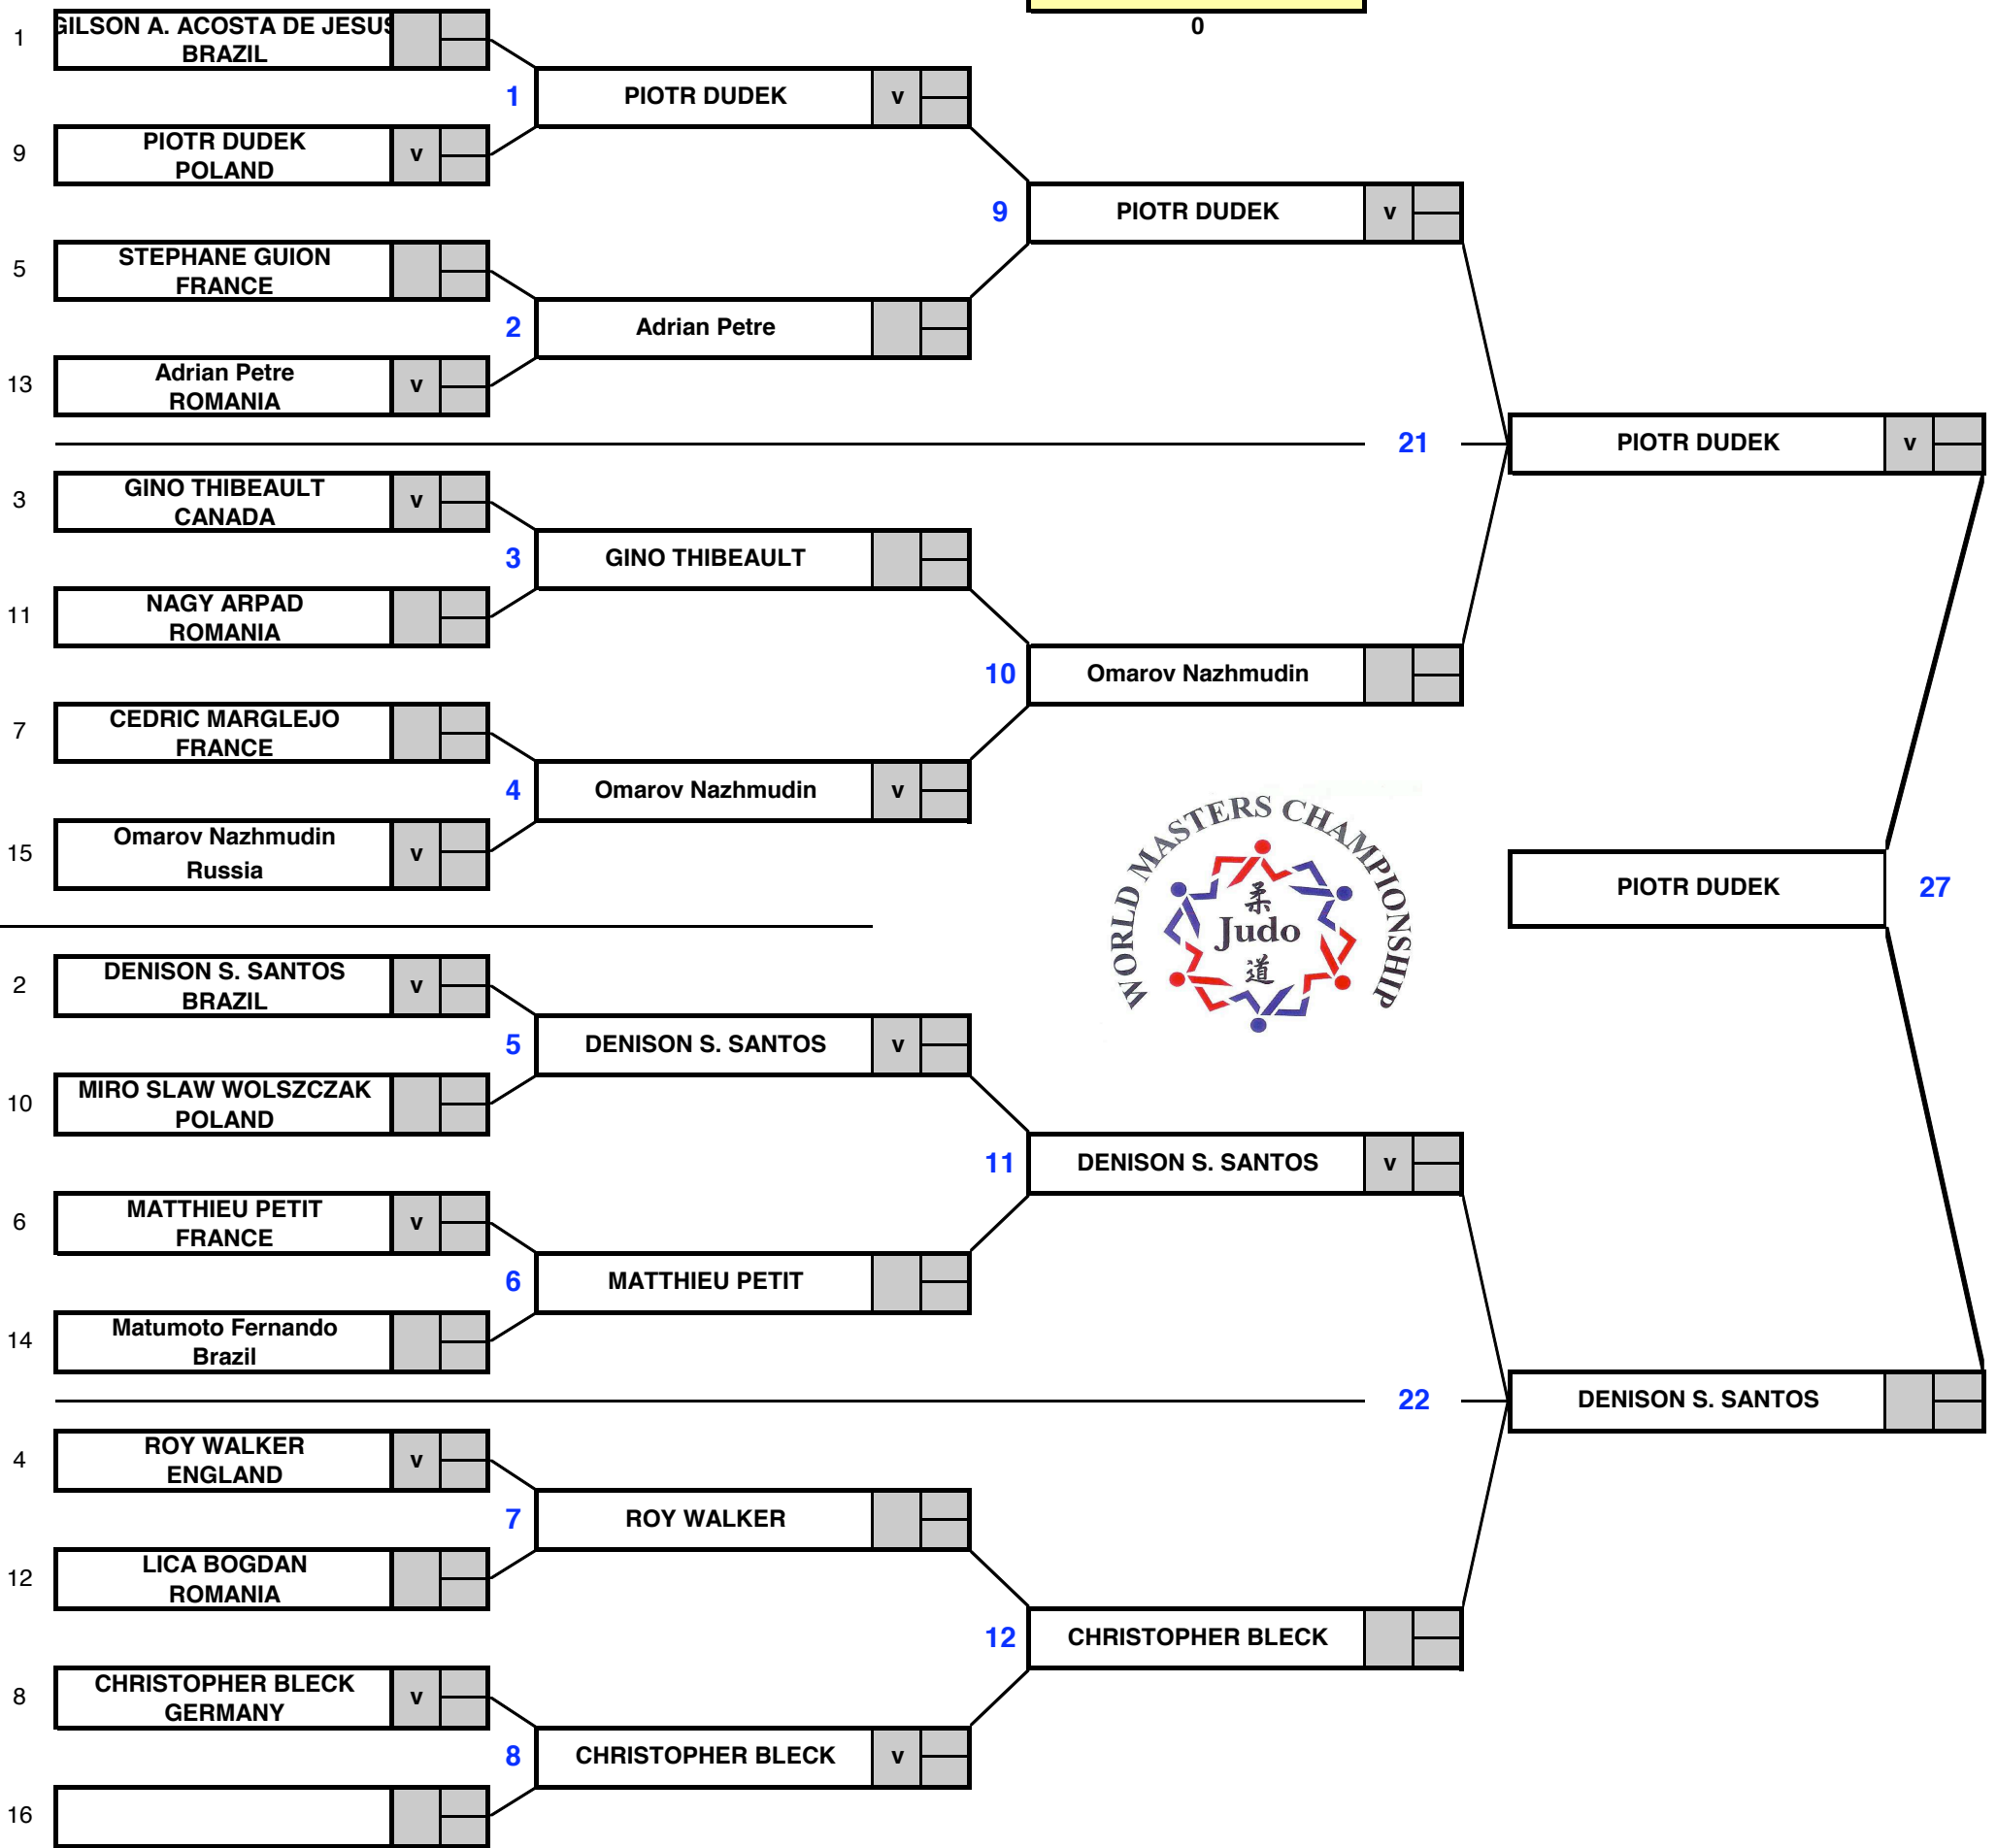 0
1
GILSON A. ACOSTA DE JESUS
BRAZIL
1
PIOTR DUDEK
v
9
PIOTR DUDEK
POLAND
v
9
PIOTR DUDEK
v
5
STEPHANE GUION
FRANCE
2
Adrian Petre
13
Adrian Petre
ROMANIA
v
21
PIOTR DUDEK
v
3
GINO THIBEAULT
CANADA
v
3
GINO THIBEAULT
11
NAGY ARPAD
ROMANIA
10
Omarov Nazhmudin
7
CEDRIC MARGLEJO
FRANCE
4
Omarov Nazhmudin
v
15
Omarov Nazhmudin
Russia
v
WORLD MASTERS CHAMPIONSHIP
柔
Judo
道
PIOTR DUDEK
27
2
DENISON S. SANTOS
BRAZIL
v
5
DENISON S. SANTOS
v
10
MIRO SLAW WOLSZCZAK
POLAND
11
DENISON S. SANTOS
v
6
MATTHIEU PETIT
FRANCE
v
6
MATTHIEU PETIT
14
Matumoto Fernando
Brazil
22
DENISON S. SANTOS
4
ROY WALKER
ENGLAND
v
7
ROY WALKER
12
LICA BOGDAN
ROMANIA
12
CHRISTOPHER BLECK
8
CHRISTOPHER BLECK
GERMANY
v
8
CHRISTOPHER BLECK
v
16